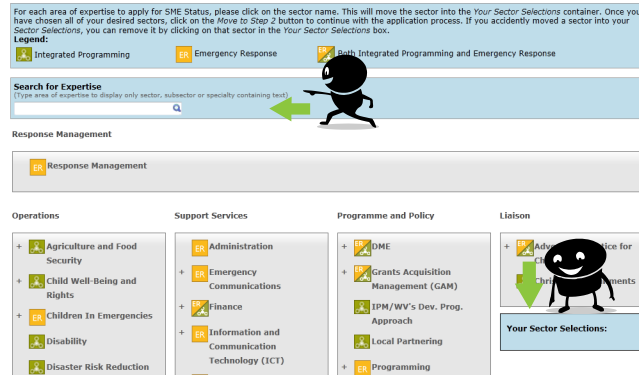 For each area of expertise to apply for SME Status, please click on the sector name. This will move the sector into the Your Sector Selections container. Once you
have chosen all of your desired sectors, click on the Move to Step 2 button to continue with the application process. If you accidently moved a sector into your
Sector Selections, you can remove it by clicking on that sector in the Your Sector Selections box.
Legend:
Integrated Programming
ER Emergency Response
ER Both Integrated Programming and Emergency Response
Search for Expertise
(Type area of expertise to display only sector, subsector or specialty containing text)
Response Management
ER Response Management
Operations
+ Agriculture and Food
Security
+ Child Well-Being and
Rights
+ ER Children In Emergencies
Disability
Disaster Risk Reduction
Support Services
ER Administration
+ ER Emergency
Communications
+ ER Finance
+ ER Information and
Communication
Technology (ICT)
Programme and Policy
+ ER DME
+ ER Grants Acquisition
Management (GAM)
IPM/WV's Dev. Prog.
Approach
Local Partnering
+ ER Programming
Liaison
+ ER for
Your Sector Selections: